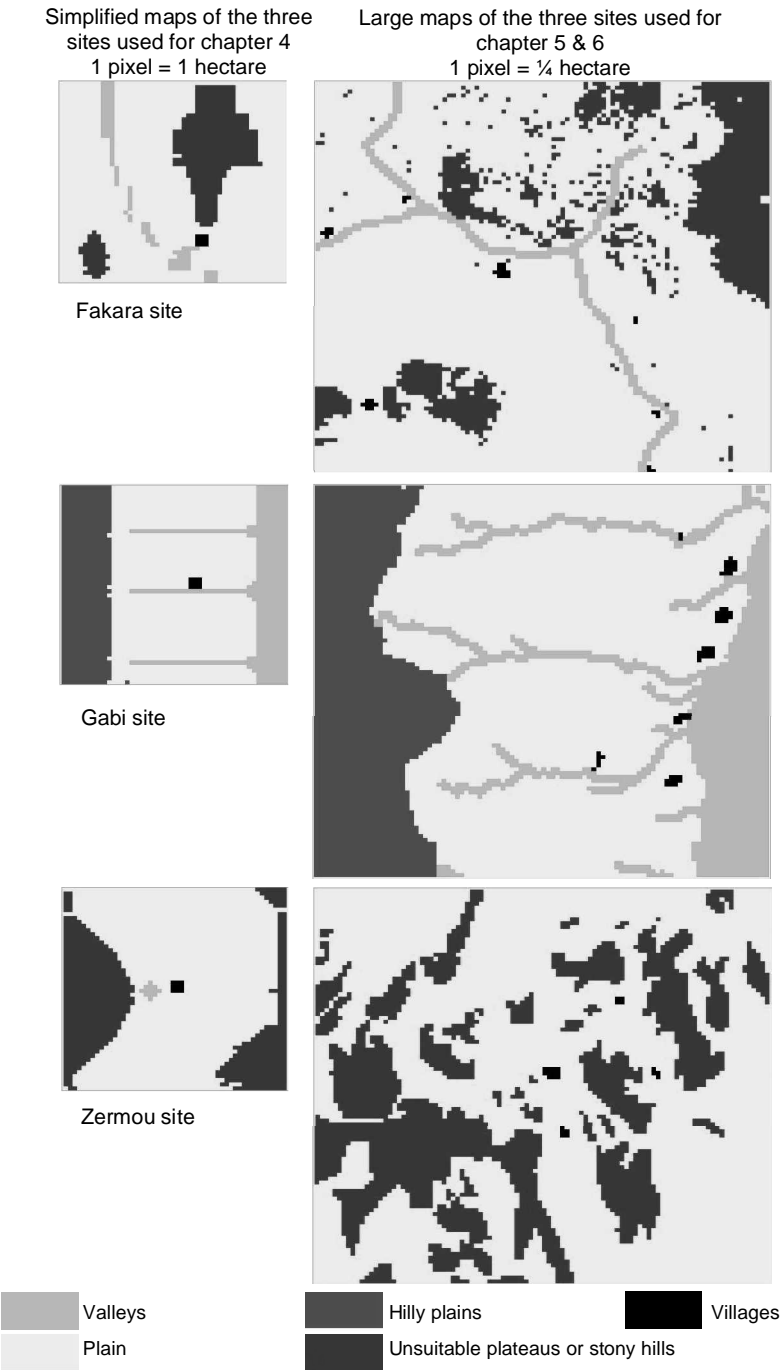 Simplified maps of the three
sites used for chapter 4
1 pixel = 1 hectare
Large maps of the three sites used for
chapter 5 & 6
1 pixel = ¼ hectare
Fakara site
Gabi site
Zermou site
Valleys
Hilly plains
Villages
Plain
Unsuitable plateaus or stony hills